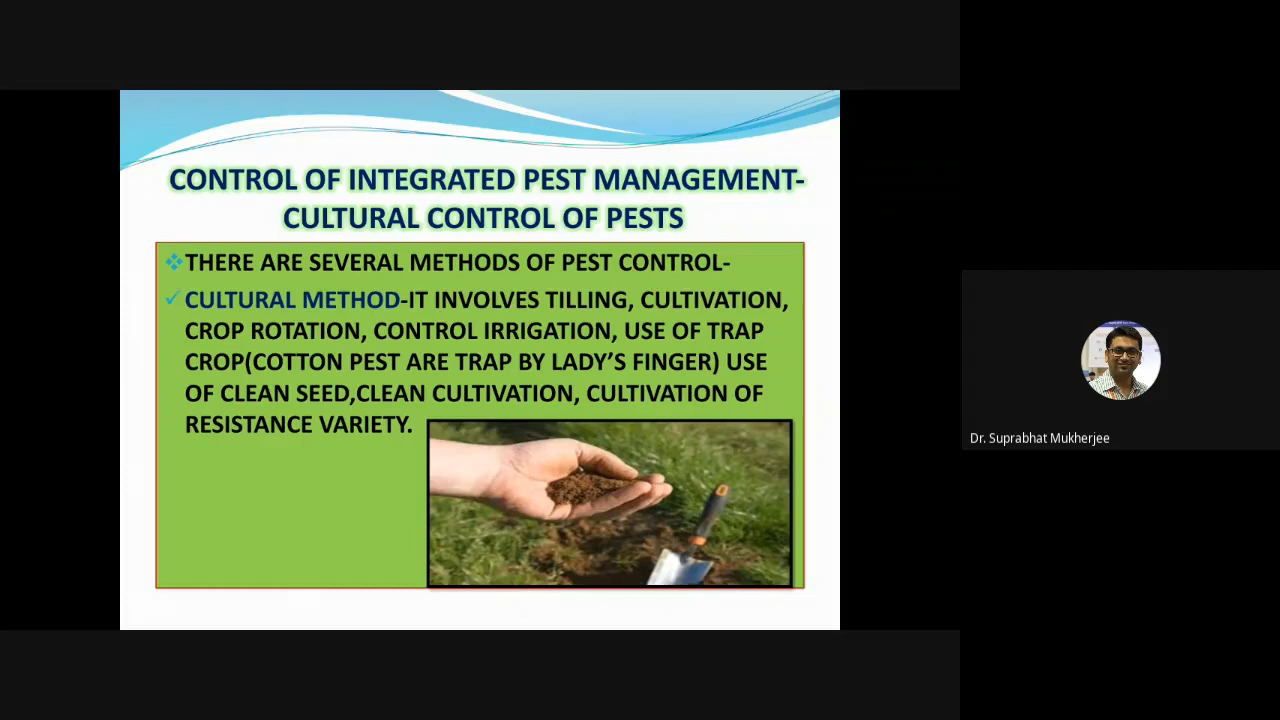 CONTROL OF INTEGRATED PEST MANAGEMENT-
CULTURAL CONTROL OF PESTS
THERE ARE SEVERAL METHODS OF PEST CONTROL-
CULTURAL METHOD-IT INVOLVES TILLING, CULTIVATION,
CROP ROTATION, CONTROL IRRIGATION, USE OF TRAP
CROP(COTTON PEST ARE TRAP BY LADY’S FINGER) USE
OF CLEAN SEED,CLEAN CULTIVATION, CULTIVATION OF
RESISTANCE VARIETY.
Dr. Suprabhat Mukherjee